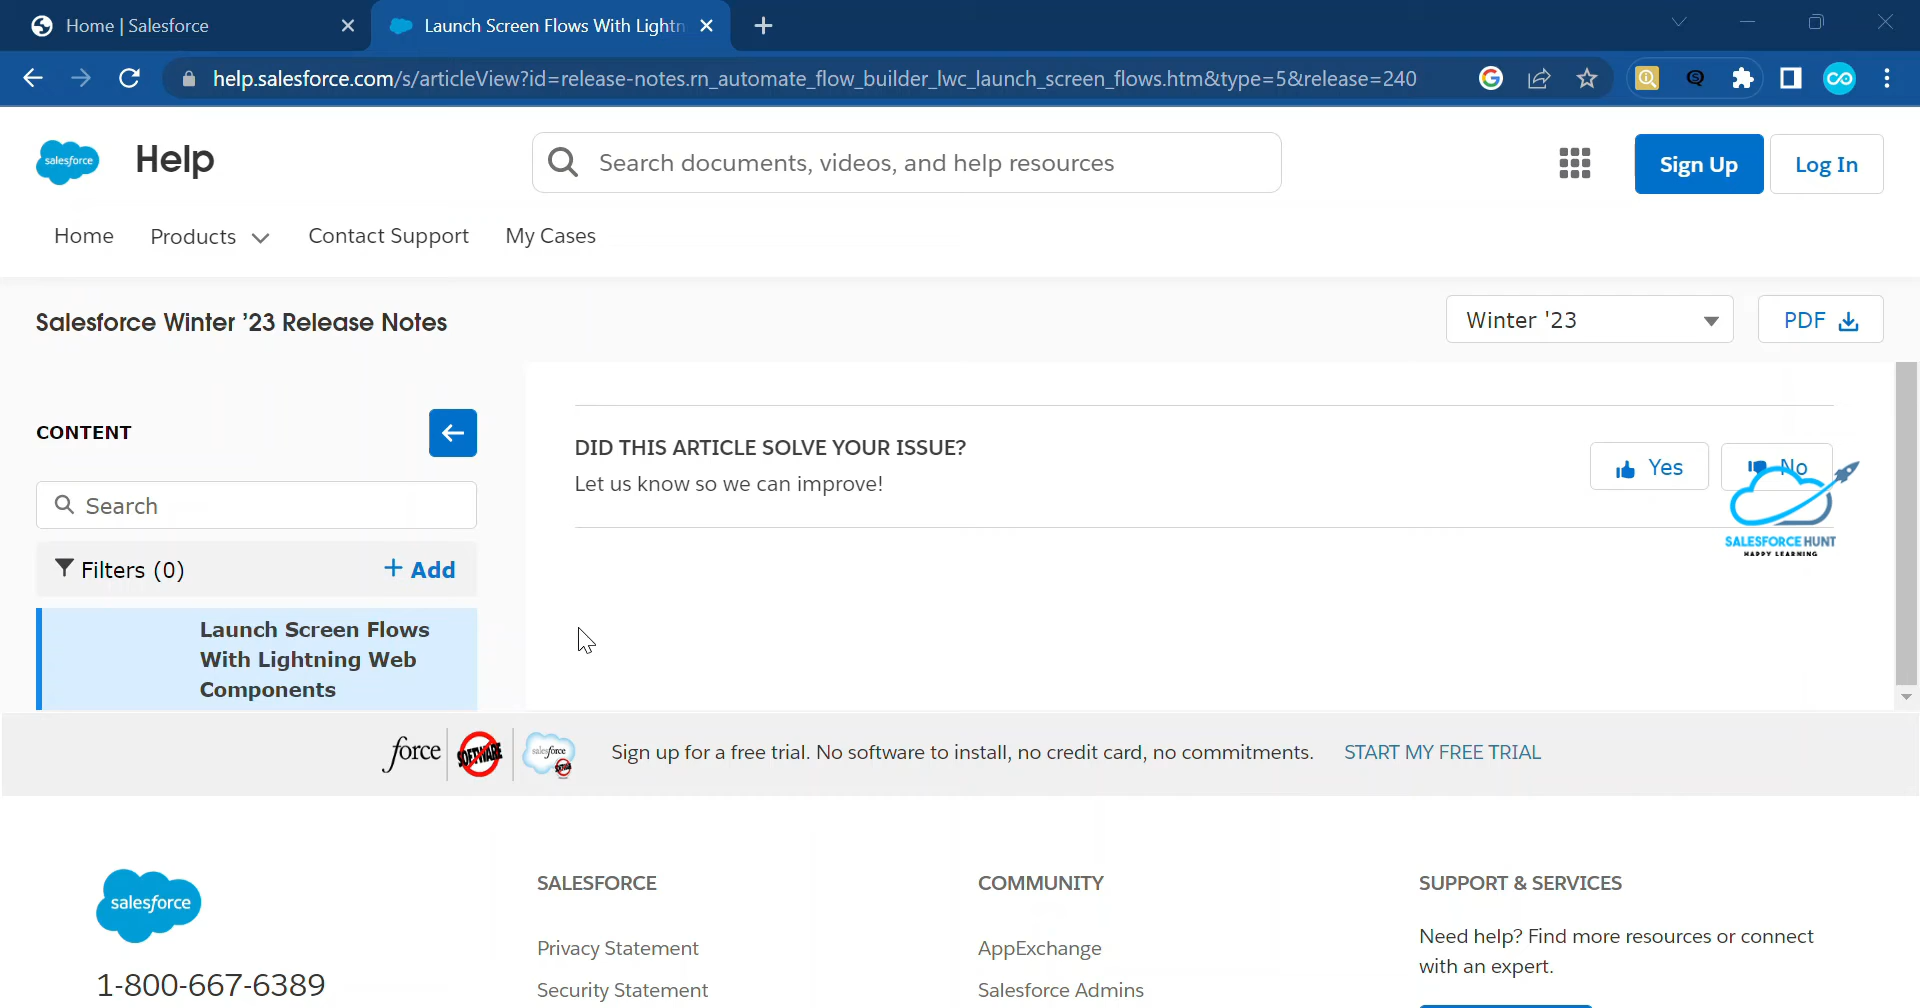 Home | Salesforce
Launch Screen Flows With Lightn
help.salesforce.com/s/articleView?id=release-notes.rn_automate_flow_builder_lwc_launch_screen_flows.htm&type=5&release=240
salesforce
Help
Search documents, videos, and help resources
Sign Up
Log In
Home
Products
Contact Support
My Cases
Salesforce Winter ’23 Release Notes
Winter '23
PDF
CONTENT
Search
Filters (0)
+ Add
Launch Screen Flows
With Lightning Web
Components
DID THIS ARTICLE SOLVE YOUR ISSUE?
Let us know so we can improve!
Yes
No
SALESFORCE HUNT
HAPPY LEARNING
force
SOFTWARE
salesforce
SOFTWARE
Sign up for a free trial. No software to install, no credit card, no commitments.
START MY FREE TRIAL
salesforce
1-800-667-6389
SALESFORCE
Privacy Statement
Security Statement
COMMUNITY
AppExchange
Salesforce Admins
SUPPORT & SERVICES
Need help? Find more resources or connect
with an expert.